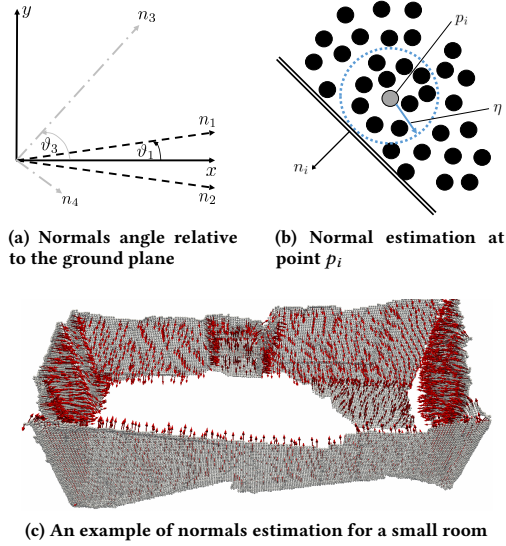 y
n₃
n₁
ϑ₃
ϑ₁
x
n₂
n₄
pᵢ
η
nᵢ
(a) Normals angle relative
to the ground plane
(b) Normal estimation at
point pᵢ
(c) An example of normals estimation for a small room